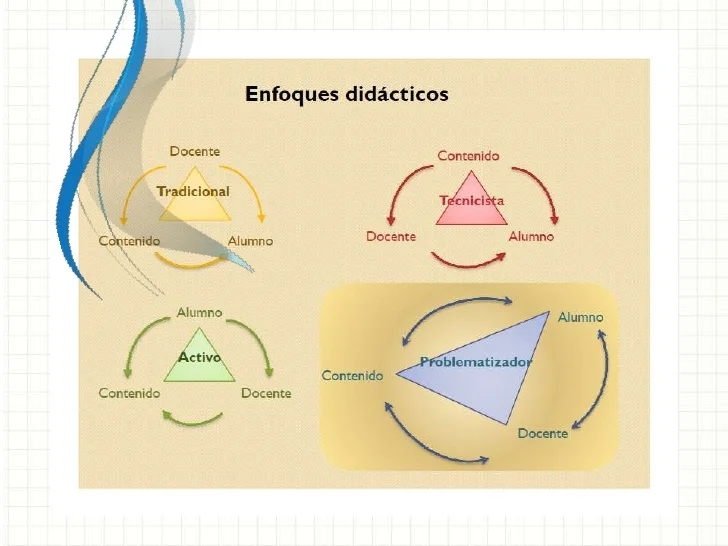 Enfoques didácticos
Docente
Tradicional
Contenido
Alumno
Contenido
Tecnicista
Docente
Alumno
Alumno
Activo
Contenido
Docente
Alumno
Problematizador
Contenido
Docente